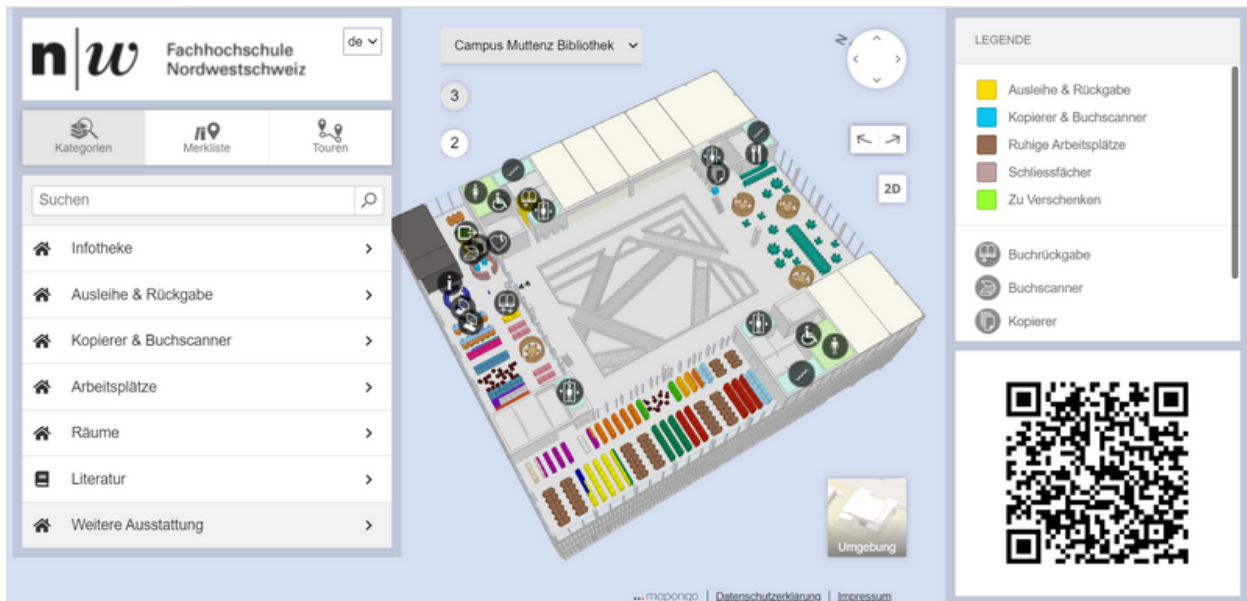 n|w
Fachhochschule
Nordwestschweiz
de
Kategorien
Merkliste
Touren
Suchen
Infotheke
Ausleihe & Rückgabe
Kopierer & Buchscanner
Arbeitsplätze
Räume
Literatur
Weitere Ausstattung
Campus Muttenz Bibliothek
3
2
N
2D
Umgebung
mapongo | Datenschutzerklärung | Impressum
LEGENDE
Ausleihe & Rückgabe
Kopierer & Buchscanner
Ruhige Arbeitsplätze
Schliessfächer
Zu Verschenken
Buchrückgabe
Buchscanner
Kopierer